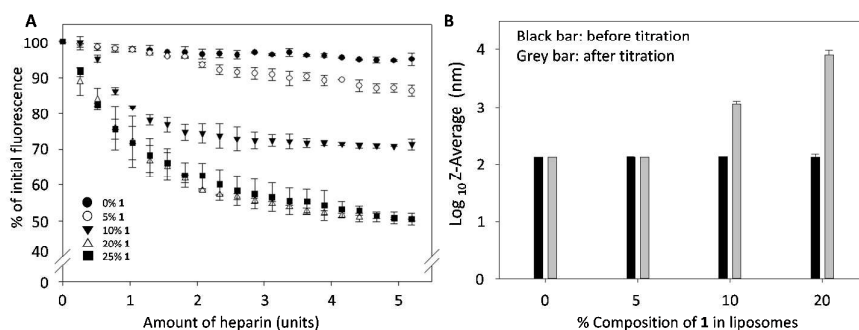 A
% of initial fluorescence
100
90
80
70
60
50
40
0
0% 1
5% 1
10% 1
20% 1
25% 1
0 1 2 3 4 5
Amount of heparin (units)
B
Black bar: before titration
Grey bar: after titration
Log 10 Z-Average (nm)
4
3
2
1
0
0 5 10 20
% Composition of 1 in liposomes